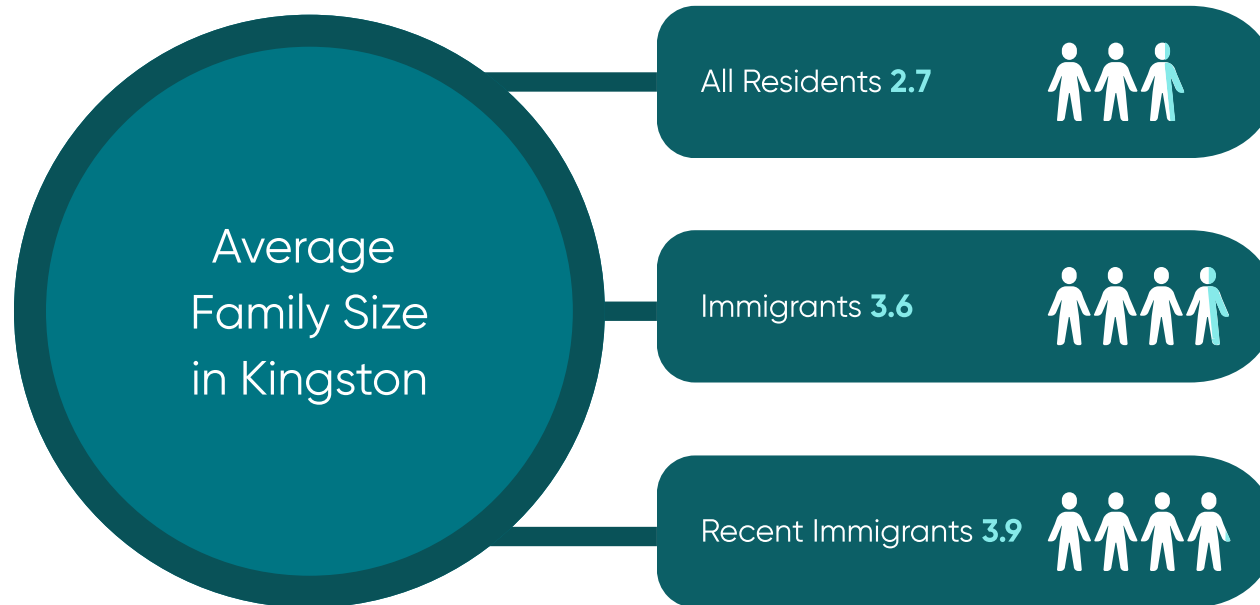 Average
Family Size
in Kingston
All Residents 2.7
Immigrants 3.6
Recent Immigrants 3.9